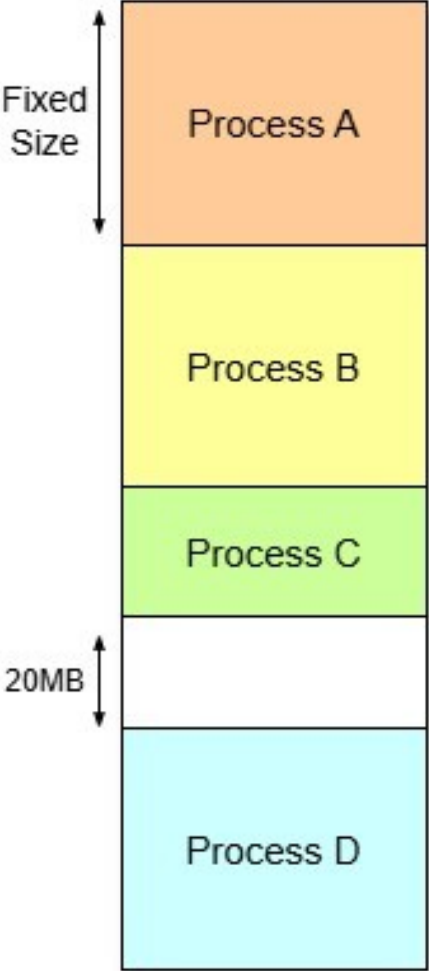 Fixed
Size
Process A
Process B
Process C
20MB
Process D